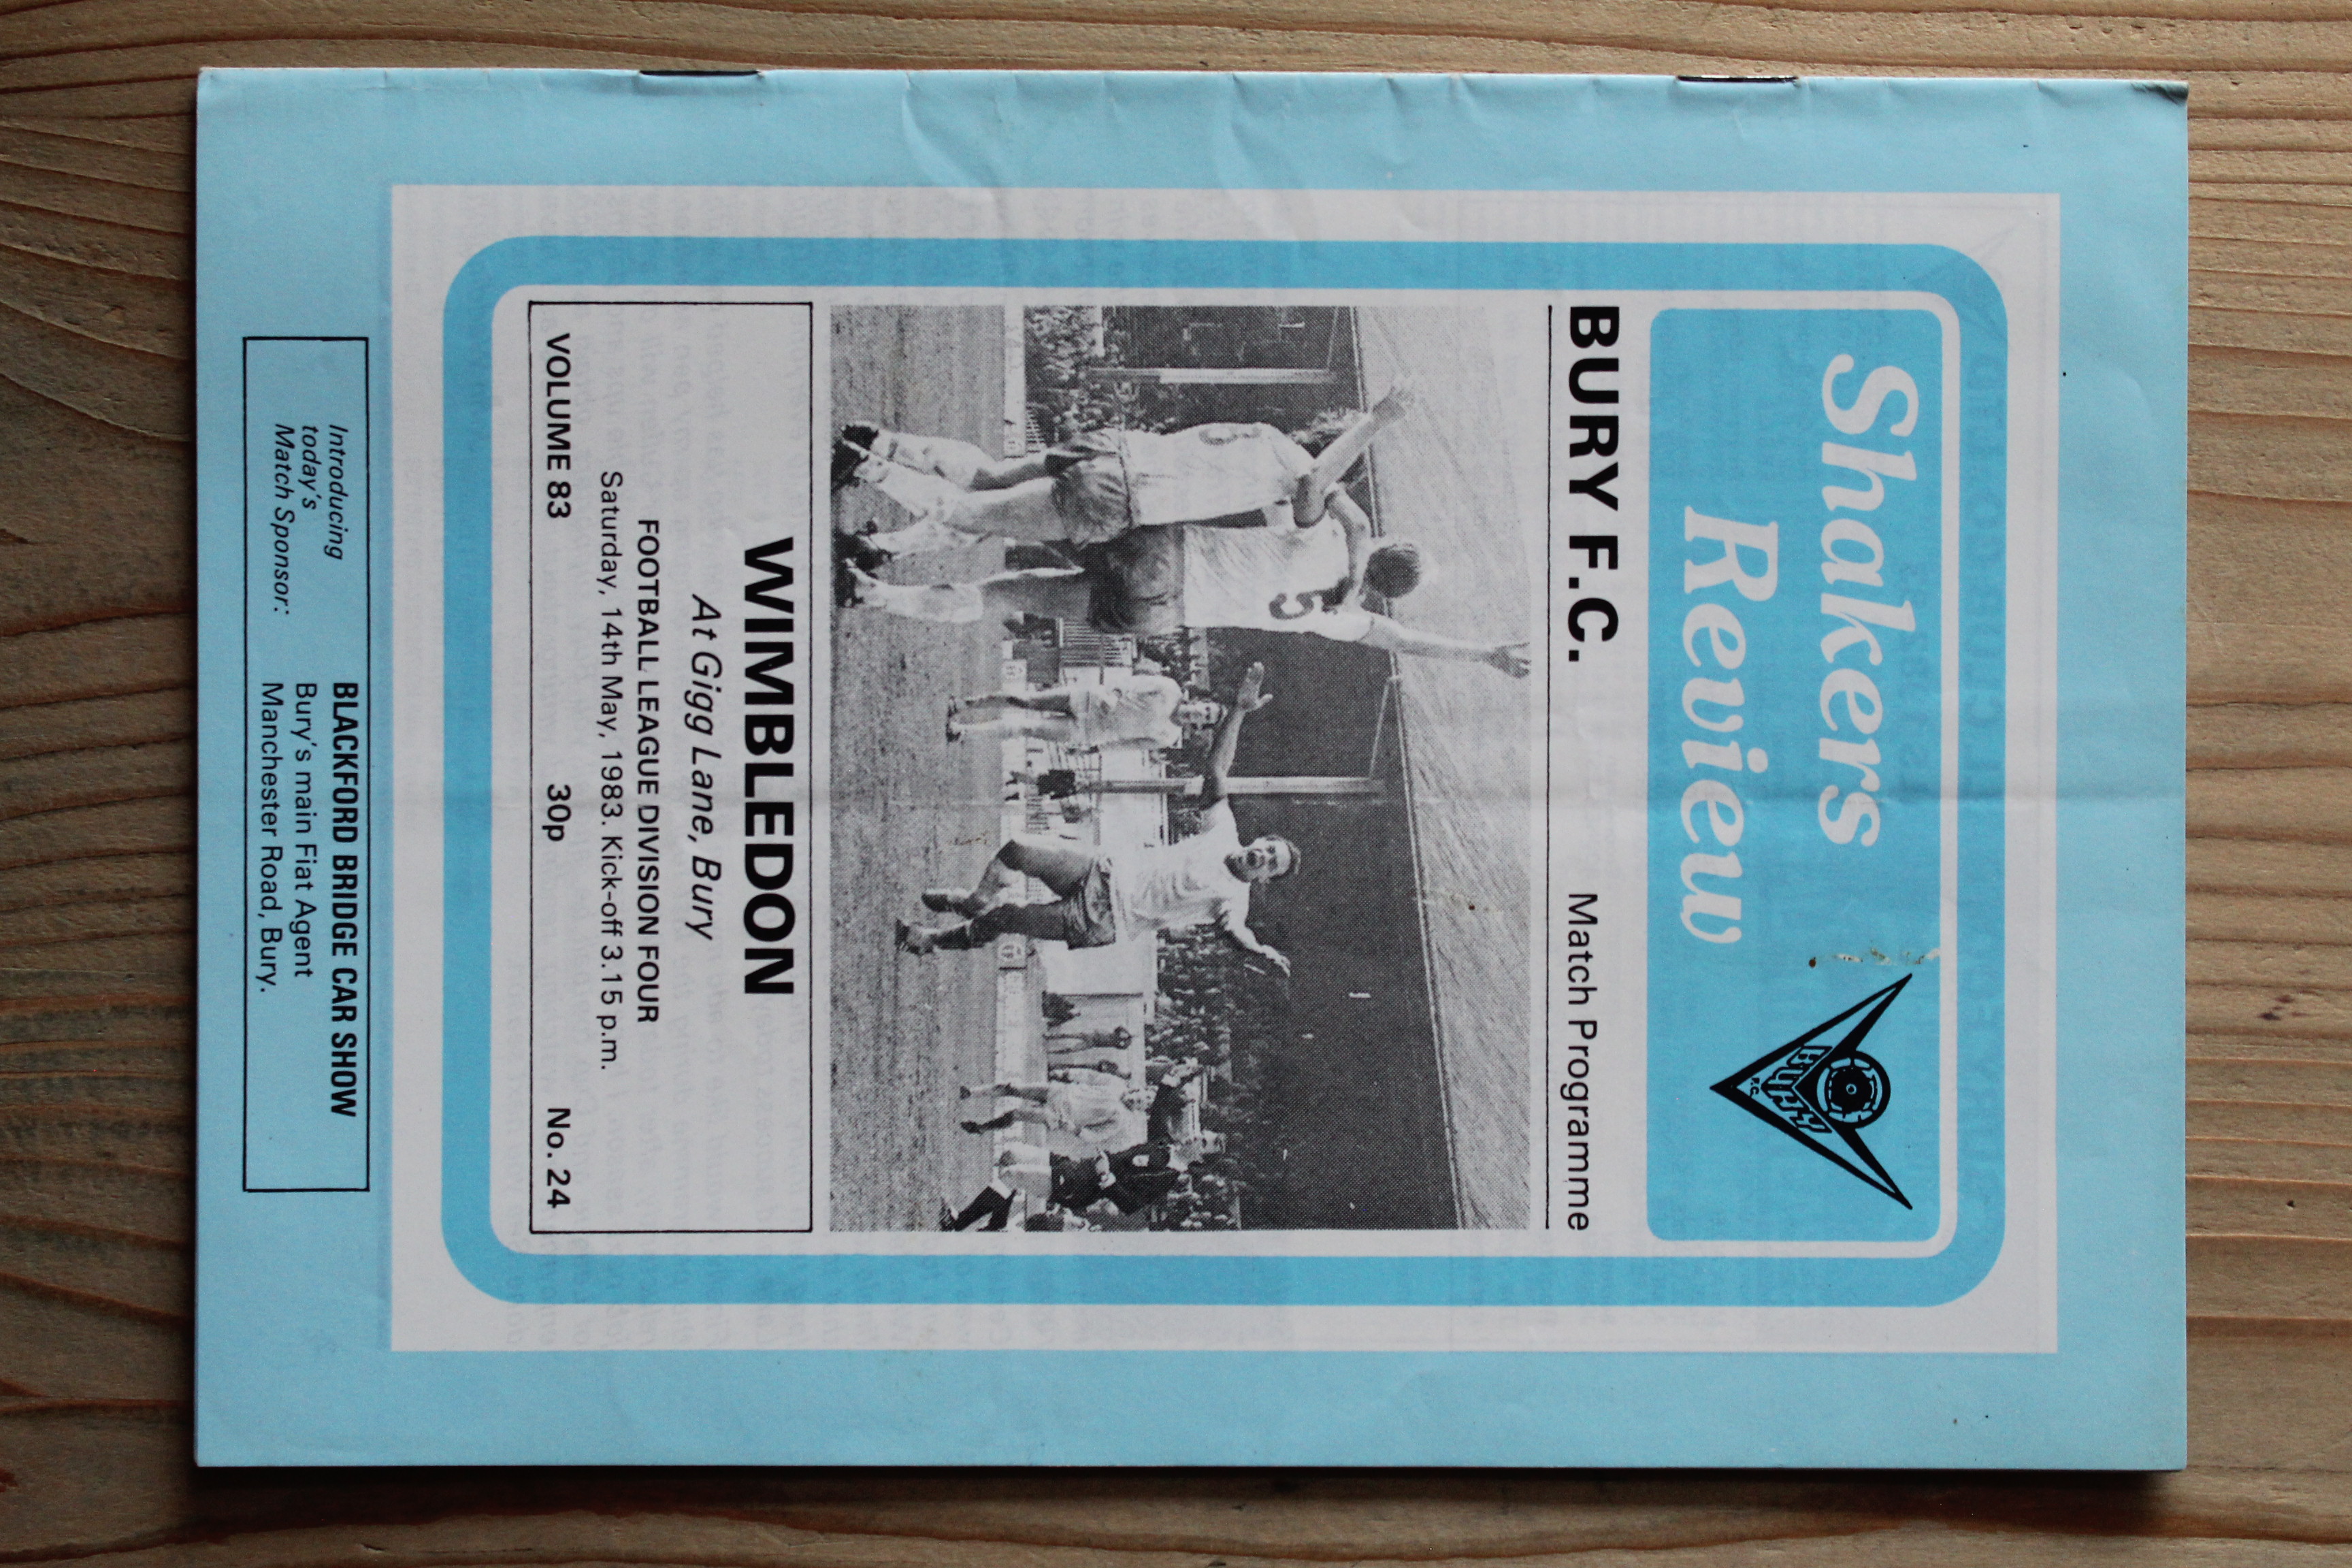 Shakers
Review
Bury
F.C.
BURY F.C.
Match Programme
WIMBLEDON
At Gigg Lane, Bury
FOOTBALL LEAGUE DIVISION FOUR
Saturday, 14th May, 1983. Kick-off 3.15 p.m.
VOLUME 83 30p No. 24
Introducing
today's
Match Sponsor:
BLACKFORD BRIDGE CAR SHOW
Bury's main Fiat Agent
Manchester Road, Bury.